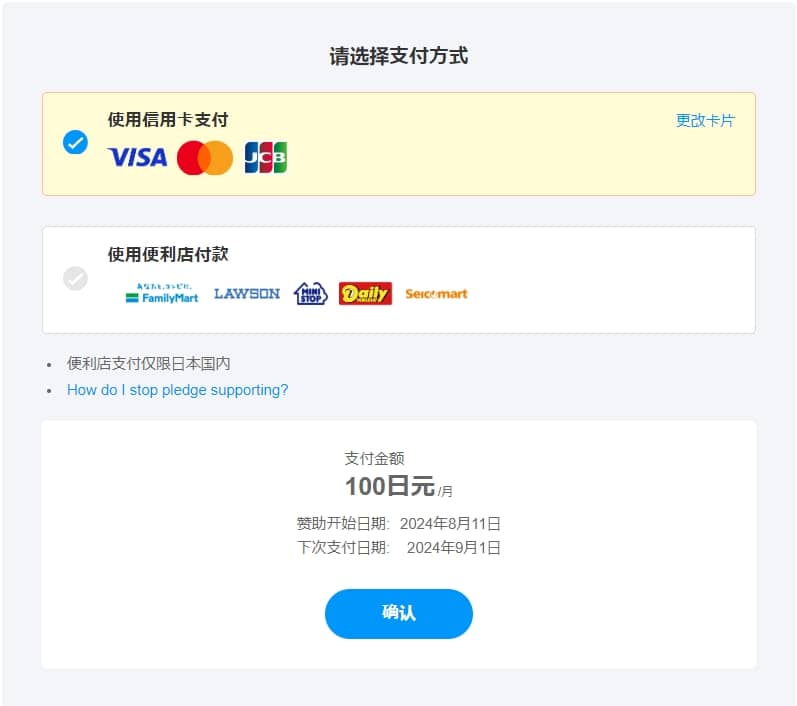 请选择支付方式
使用信用卡支付
更改卡片
VISA JCB
使用便利店付款
あなたと、コンビに、
FamilyMart LAWSON MINI STOP Daily Seicomart
便利店支付仅限日本国内
How do I stop pledge supporting?
支付金额
100日元 /月
赞助开始日期: 2024年8月11日
下次支付日期: 2024年9月1日
确认